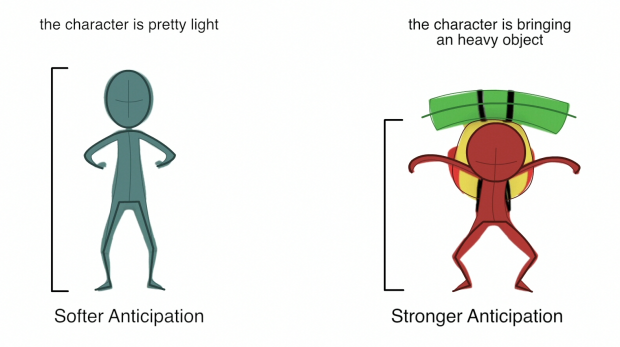 the character is pretty light
the character is bringing
an heavy object
Softer Anticipation
Stronger Anticipation